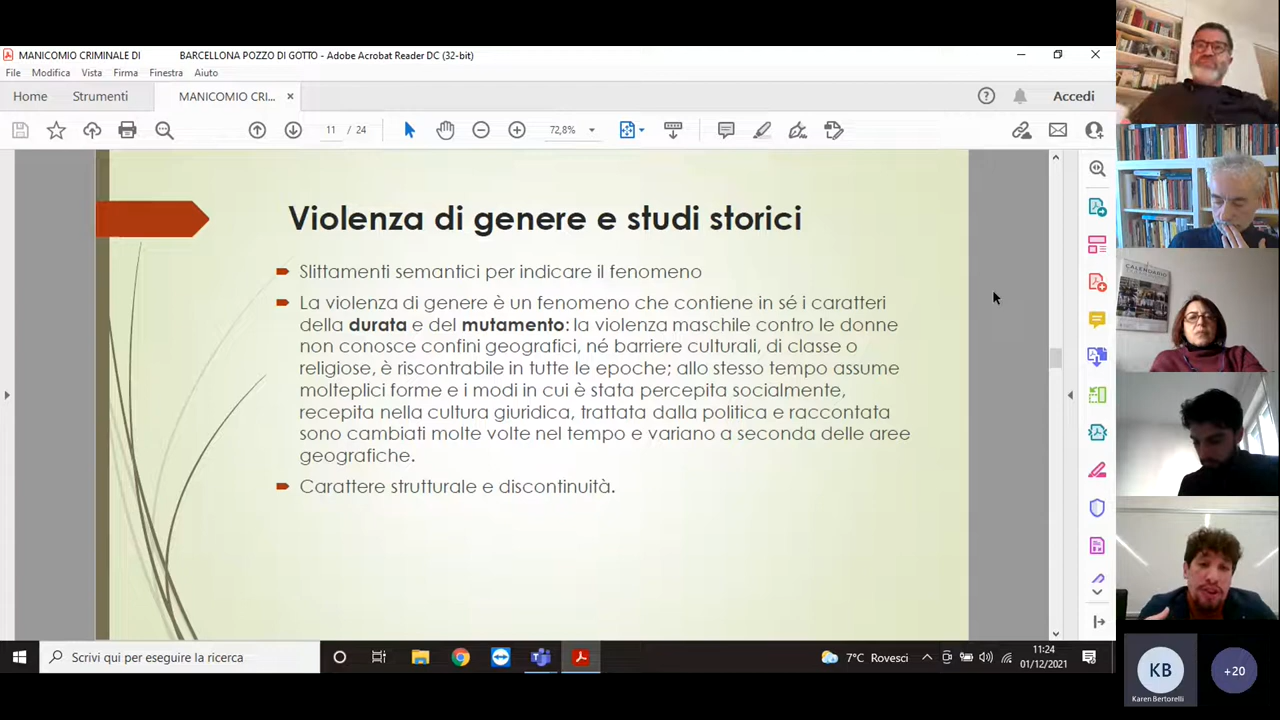 MANICOMIO CRIMINALE DI BARCELLONA POZZO DI GOTTO - Adobe Acrobat Reader DC (32-bit)
File Modifica Vista Firma Finestra Aiuto
Home Strumenti MANICOMIO CRI... × Accedi
11 / 24 72,8%
Violenza di genere e studi storici
Slittamenti semantici per indicare il fenomeno
La violenza di genere è un fenomeno che contiene in sé i caratteri
della durata e del mutamento: la violenza maschile contro le donne
non conosce confini geografici, né barriere culturali, di classe o
religiose, è riscontrabile in tutte le epoche; allo stesso tempo assume
molteplici forme e i modi in cui è stata percepita socialmente,
recepita nella cultura giuridica, trattata dalla politica e raccontata
sono cambiati molte volte nel tempo e variano a seconda delle aree
geografiche.
Carattere strutturale e discontinuità.
CALENDARIO
Scrivi qui per eseguire la ricerca
7°C Rovesci
11:24
01/12/2021
KB
Karen Bertorelli
+20